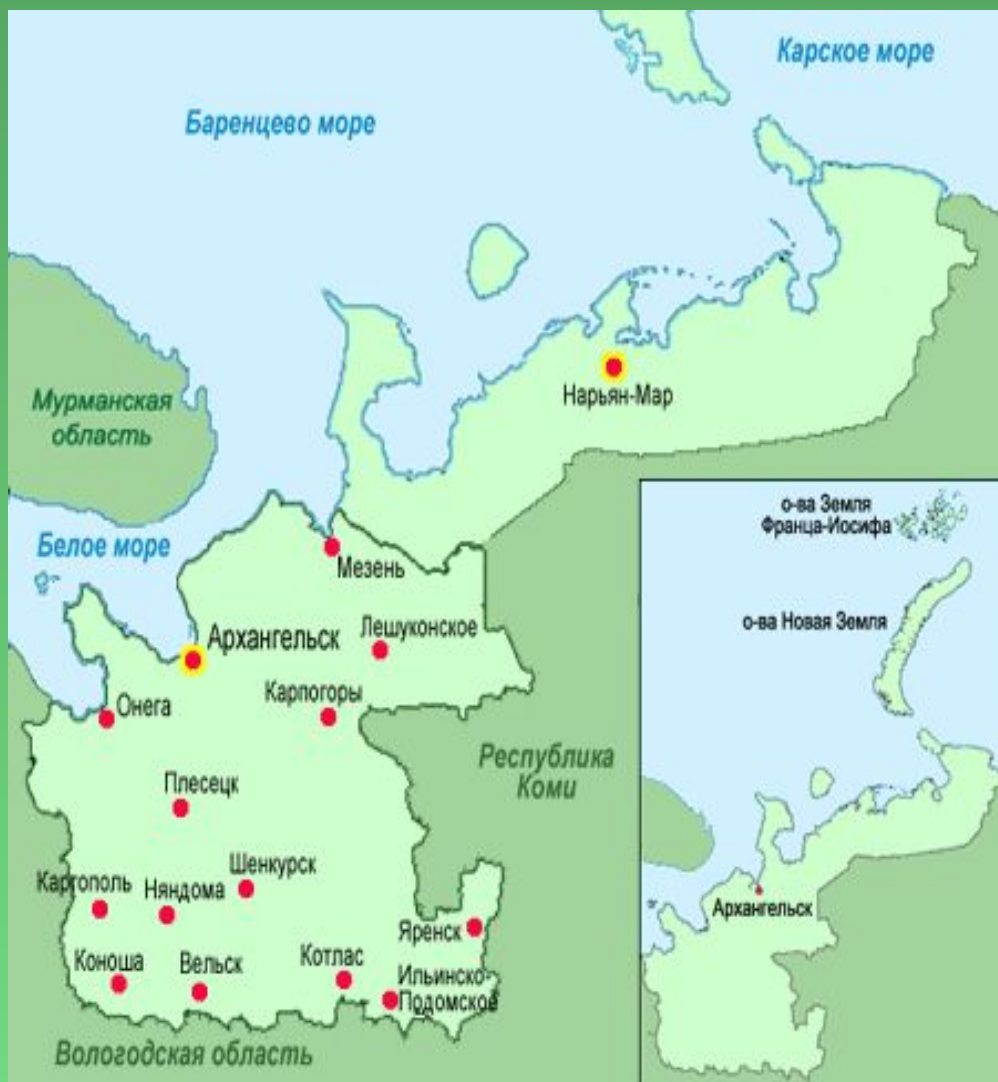 Карское море
Баренцево море
Мурманская
область
Нарьян-Мар
Белое море
Мезень
Архангельск
Лешуконское
Онега
Карпогоры
Республика
Коми
Плесецк
Шенкурск
Каргополь
Няндома
Яренск
Коноша
Вельск
Котлас
Ильинско-
Подомское
Вологодская область
о-ва Земля
Франца-Иосифа
о-ва Новая Земля
Архангельск